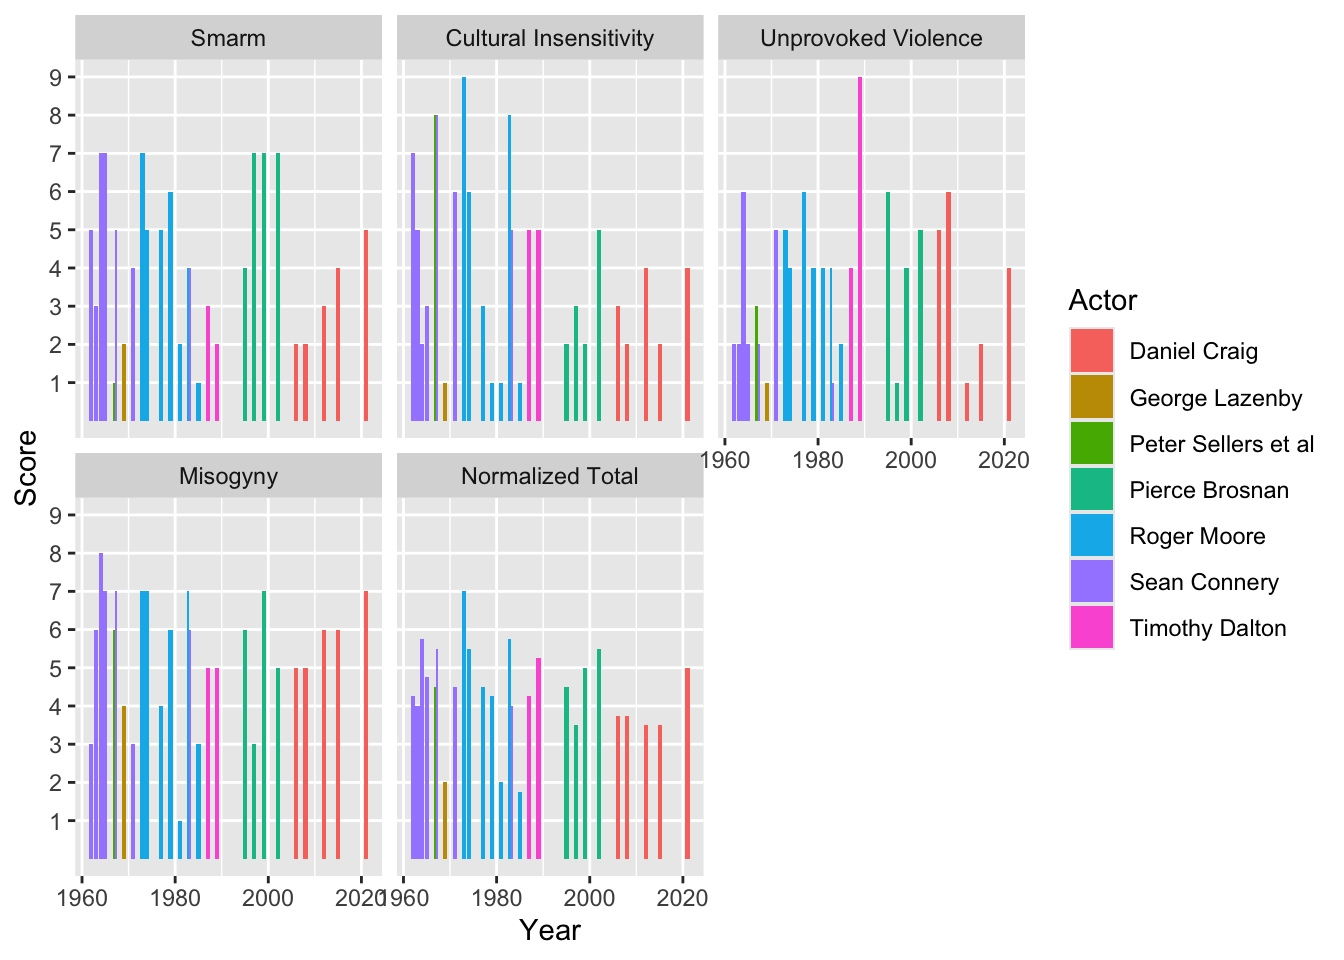 Smarm
Cultural Insensitivity
Unprovoked Violence
9
8
7
6
5
4
3
2
1
1960 1980 2000 2020
Misogyny
Normalized Total
9
8
7
6
5
4
3
2
1
1960 1980 2000 2020
1960 1980 2000 2020
Year
Score
Actor
Daniel Craig
George Lazenby
Peter Sellers et al
Pierce Brosnan
Roger Moore
Sean Connery
Timothy Dalton